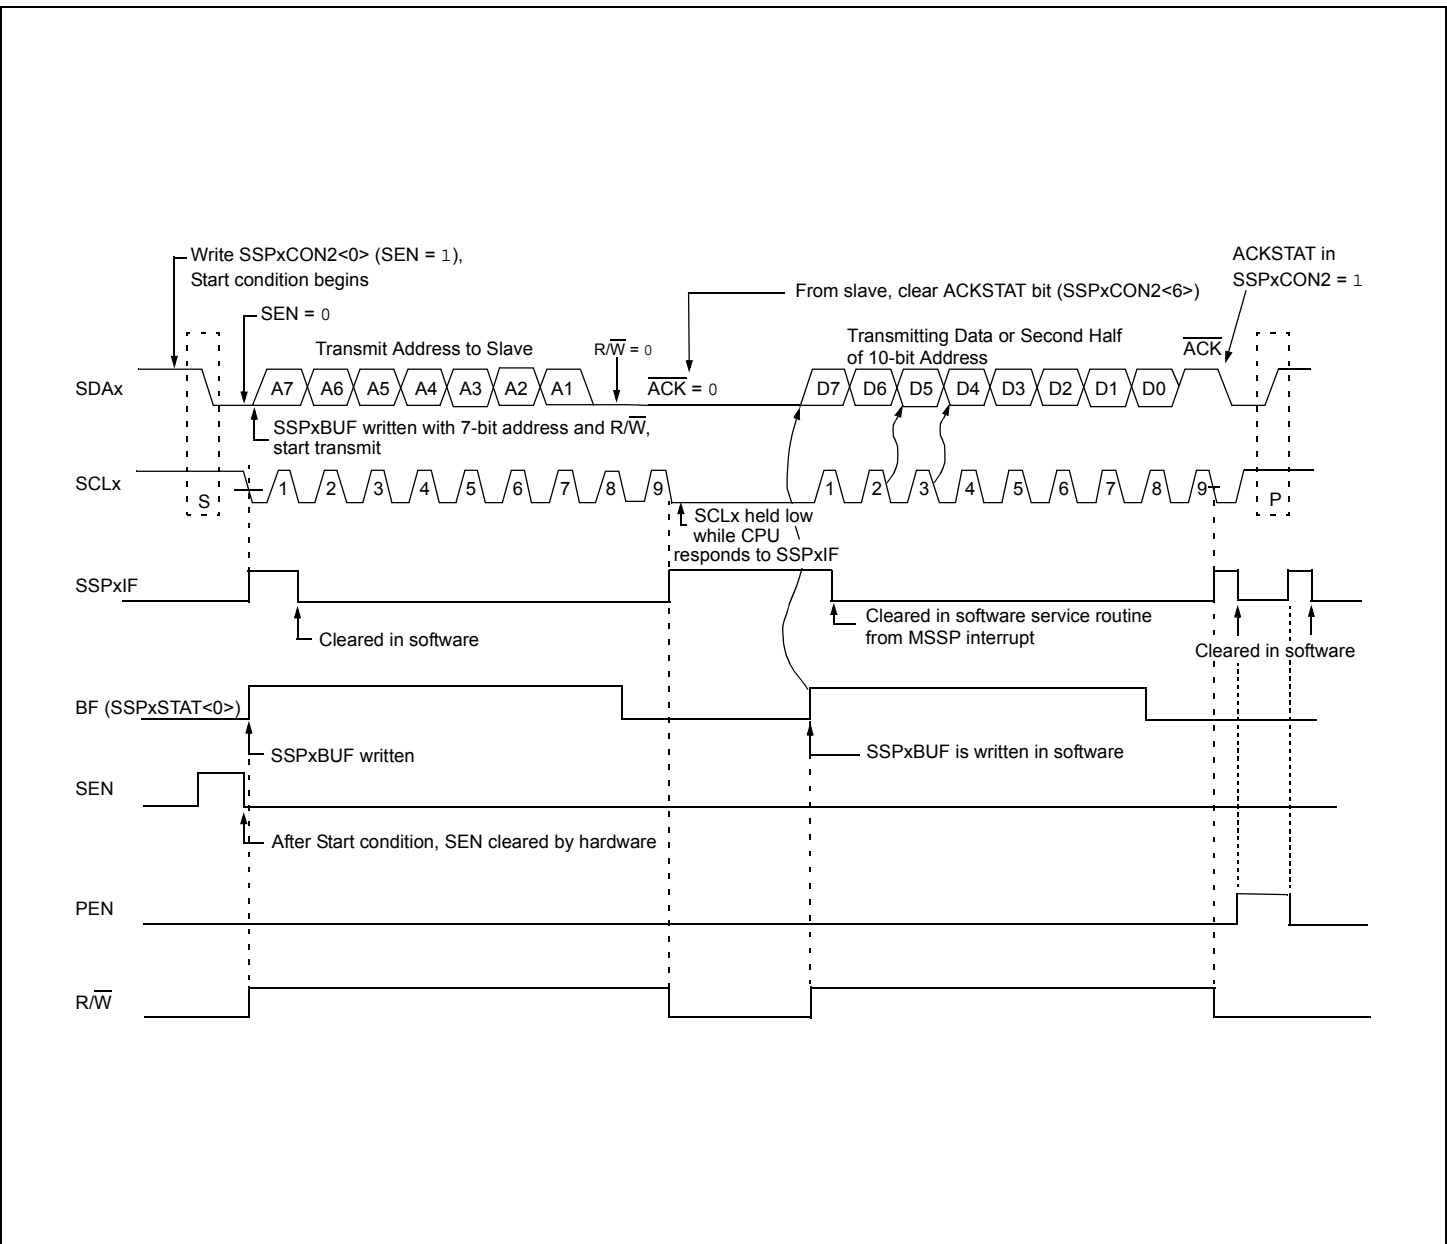 Write SSPxCON2<0> (SEN = 1),
Start condition begins
ACKSTAT in
SSPxCON2 = 1
From slave, clear ACKSTAT bit (SSPxCON2<6>)
SEN = 0
Transmit Address to Slave
R/W̅ = 0
Transmitting Data or Second Half
of 10-bit Address
A̅C̅K̅
SDAx
A7 A6 A5 A4 A3 A2 A1
A̅C̅K̅ = 0
D7 D6 D5 D4 D3 D2 D1 D0
SSPxBUF written with 7-bit address and R/W̅,
start transmit
SCLx
S
1 2 3 4 5 6 7 8 9
1 2 3 4 5 6 7 8 9
P
SCLx held low
while CPU
responds to SSPxIF
SSPxIF
Cleared in software
Cleared in software service routine
from MSSP interrupt
Cleared in software
BF (SSPxSTAT<0>)
SSPxBUF written
SSPxBUF is written in software
SEN
After Start condition, SEN cleared by hardware
PEN
R/W̅